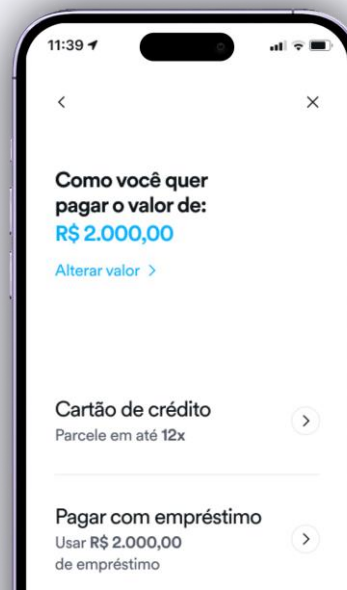 11:39
Como você quer
pagar o valor de:
R$ 2.000,00
Alterar valor
Cartão de crédito
Parcele em até 12x
Pagar com empréstimo
Usar R$ 2.000,00
de empréstimo